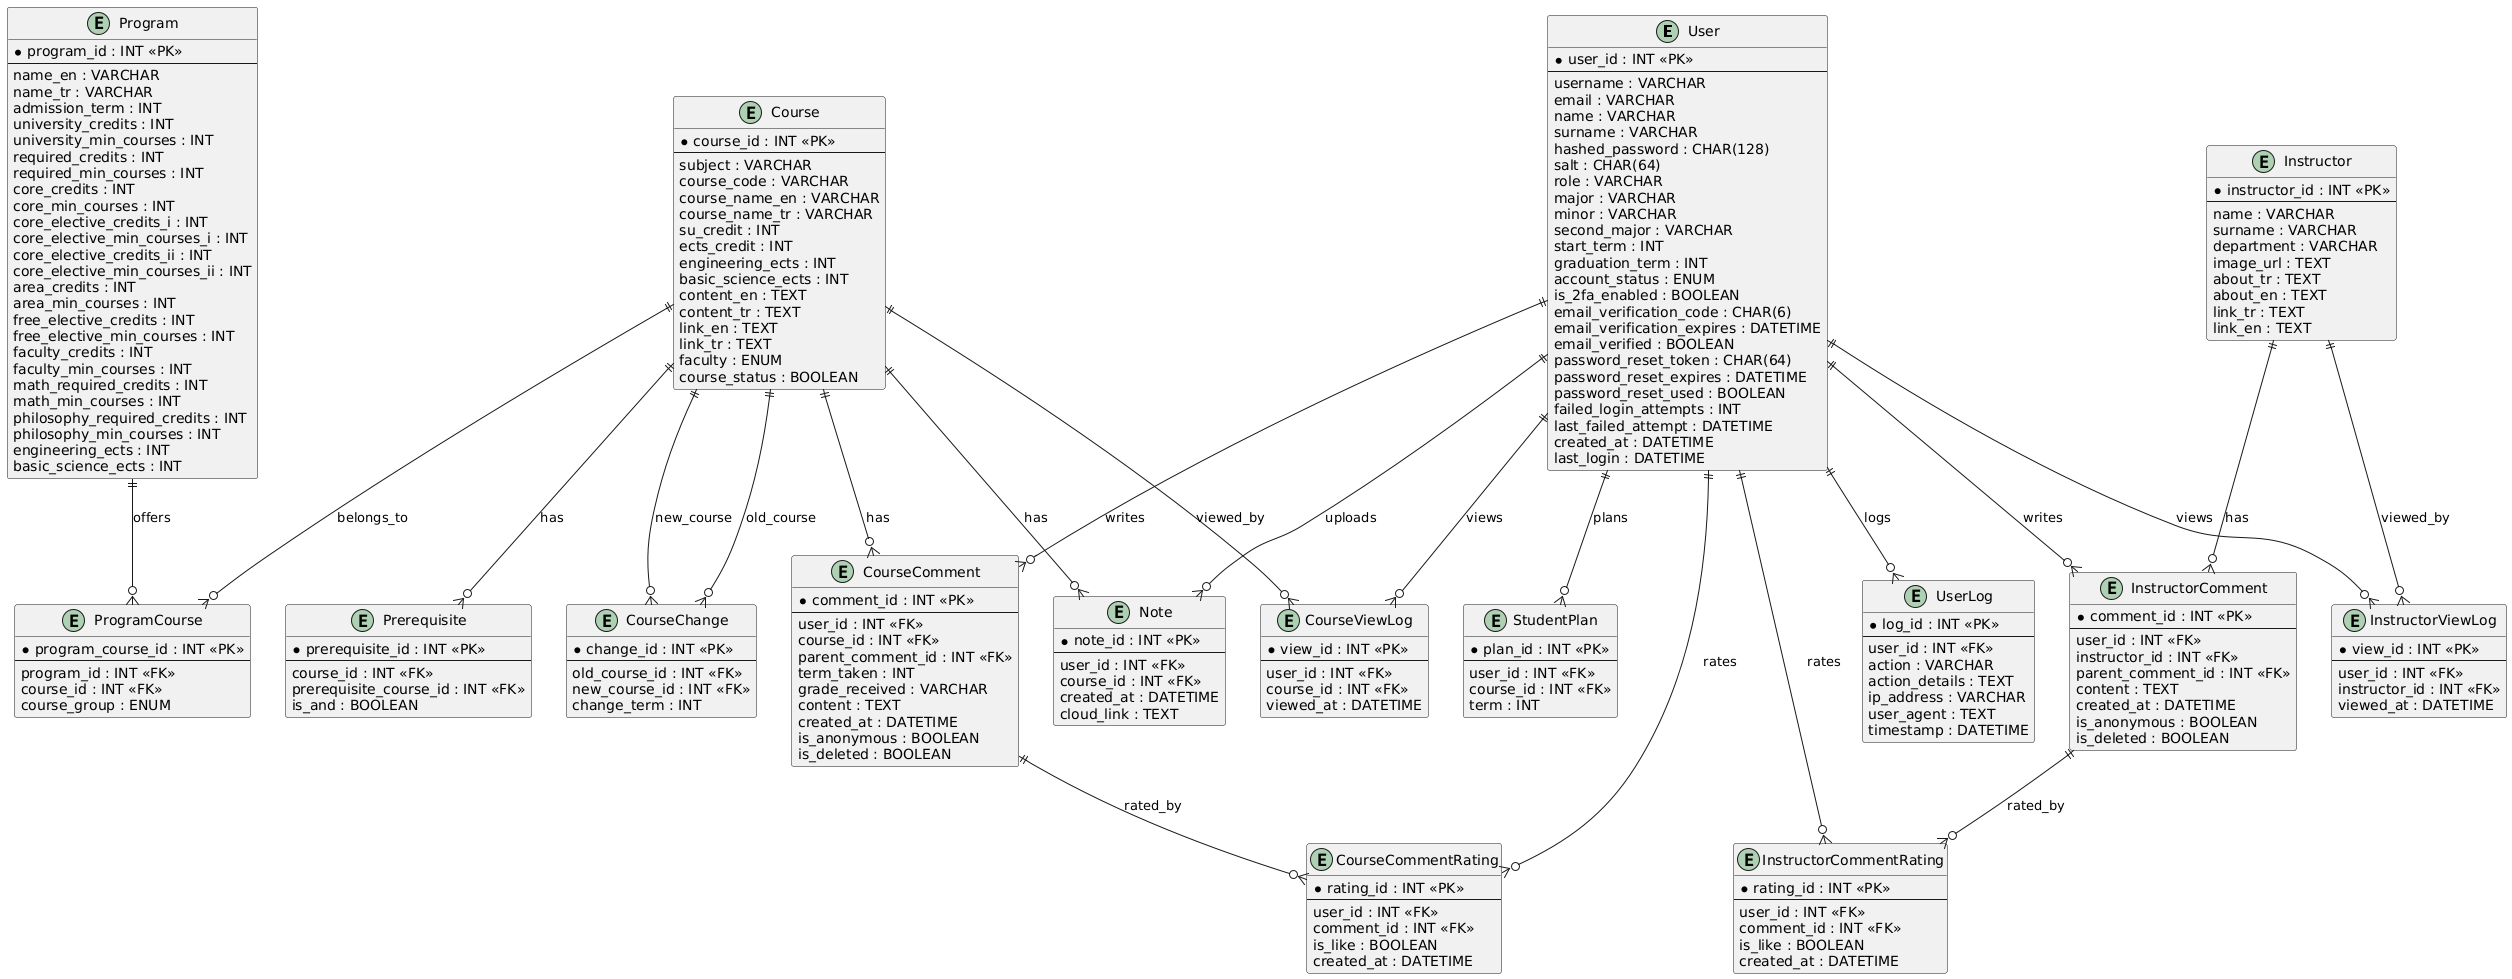 E Program
* program_id : INT «PK»
name_en : VARCHAR
name_tr : VARCHAR
admission_term : INT
university_credits : INT
university_min_courses : INT
required_credits : INT
required_min_courses : INT
core_credits : INT
core_min_courses : INT
core_elective_credits_i : INT
core_elective_min_courses_i : INT
core_elective_credits_ii : INT
core_elective_min_courses_ii : INT
area_credits : INT
area_min_courses : INT
free_elective_credits : INT
free_elective_min_courses : INT
faculty_credits : INT
faculty_min_courses : INT
math_required_credits : INT
math_min_courses : INT
philosophy_required_credits : INT
philosophy_min_courses : INT
engineering_ects : INT
basic_science_ects : INT
E Course
* course_id : INT «PK»
subject : VARCHAR
course_code : VARCHAR
course_name_en : VARCHAR
course_name_tr : VARCHAR
su_credit : INT
ects_credit : INT
engineering_ects : INT
basic_science_ects : INT
content_en : TEXT
content_tr : TEXT
link_en : TEXT
link_tr : TEXT
faculty : ENUM
course_status : BOOLEAN
E User
* user_id : INT «PK»
username : VARCHAR
email : VARCHAR
name : VARCHAR
surname : VARCHAR
hashed_password : CHAR(128)
salt : CHAR(64)
role : VARCHAR
major : VARCHAR
minor : VARCHAR
second_major : VARCHAR
start_term : INT
graduation_term : INT
account_status : ENUM
is_2fa_enabled : BOOLEAN
email_verification_code : CHAR(6)
email_verification_expires : DATETIME
email_verified : BOOLEAN
password_reset_token : CHAR(64)
password_reset_expires : DATETIME
password_reset_used : BOOLEAN
failed_login_attempts : INT
last_failed_attempt : DATETIME
created_at : DATETIME
last_login : DATETIME
E Instructor
* instructor_id : INT «PK»
name : VARCHAR
surname : VARCHAR
department : VARCHAR
image_url : TEXT
about_tr : TEXT
about_en : TEXT
link_tr : TEXT
link_en : TEXT
offers
belongs_to
has
new_course
old_course
has
has
writes
viewed_by
uploads
views
plans
rates
rates
logs
writes
views
has
viewed_by
E ProgramCourse
* program_course_id : INT «PK»
program_id : INT «FK»
course_id : INT «FK»
course_group : ENUM
E Prerequisite
* prerequisite_id : INT «PK»
course_id : INT «FK»
prerequisite_course_id : INT «FK»
is_and : BOOLEAN
E CourseChange
* change_id : INT «PK»
old_course_id : INT «FK»
new_course_id : INT «FK»
change_term : INT
E CourseComment
* comment_id : INT «PK»
user_id : INT «FK»
course_id : INT «FK»
parent_comment_id : INT «FK»
term_taken : INT
grade_received : VARCHAR
content : TEXT
created_at : DATETIME
is_anonymous : BOOLEAN
is_deleted : BOOLEAN
E Note
* note_id : INT «PK»
user_id : INT «FK»
course_id : INT «FK»
created_at : DATETIME
cloud_link : TEXT
E CourseViewLog
* view_id : INT «PK»
user_id : INT «FK»
course_id : INT «FK»
viewed_at : DATETIME
E StudentPlan
* plan_id : INT «PK»
user_id : INT «FK»
course_id : INT «FK»
term : INT
E UserLog
* log_id : INT «PK»
user_id : INT «FK»
action : VARCHAR
action_details : TEXT
ip_address : VARCHAR
user_agent : TEXT
timestamp : DATETIME
E InstructorComment
* comment_id : INT «PK»
user_id : INT «FK»
instructor_id : INT «FK»
parent_comment_id : INT «FK»
content : TEXT
created_at : DATETIME
is_anonymous : BOOLEAN
is_deleted : BOOLEAN
E InstructorViewLog
* view_id : INT «PK»
user_id : INT «FK»
instructor_id : INT «FK»
viewed_at : DATETIME
rated_by
rated_by
E CourseCommentRating
* rating_id : INT «PK»
user_id : INT «FK»
comment_id : INT «FK»
is_like : BOOLEAN
created_at : DATETIME
E InstructorCommentRating
* rating_id : INT «PK»
user_id : INT «FK»
comment_id : INT «FK»
is_like : BOOLEAN
created_at : DATETIME